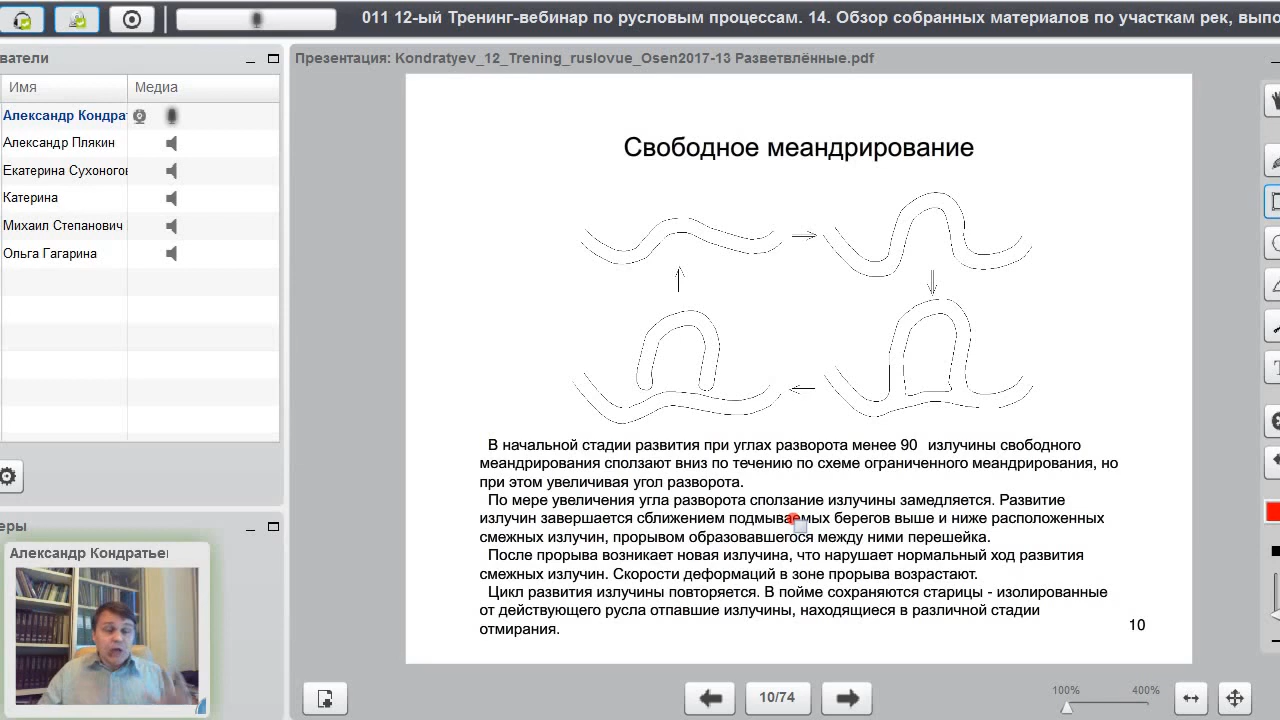 011 12-ый Тренинг-вебинар по русловым процессам. 14. Обзор собранных материалов по участкам рек, выпо
ватели
Имя
Медиа
Александр Кондрат
Александр Плякин
Екатерина Сухоногов
Катерина
Михаил Степанович
Ольга Гагарина
еры
Александр Кондратьев
Презентация: Kondratyev_12_Trening_ruslovue_Osen2017-13 Разветвлённые.pdf
Свободное меандрирование
В начальной стадии развития при углах разворота менее 90 излучины свободного
меандрирования сползают вниз по течению по схеме ограниченного меандрирования, но
при этом увеличивая угол разворота.
По мере увеличения угла разворота сползание излучины замедляется. Развитие
излучин завершается сближением подмываемых берегов выше и ниже расположенных
смежных излучин, прорывом образовавшегося между ними перешейка.
После прорыва возникает новая излучина, что нарушает нормальный ход развития
смежных излучин. Скорости деформаций в зоне прорыва возрастают.
Цикл развития излучины повторяется. В пойме сохраняются старицы - изолированные
от действующего русла отпавшие излучины, находящиеся в различной стадии
отмирания.
10
10/74
100%
400%